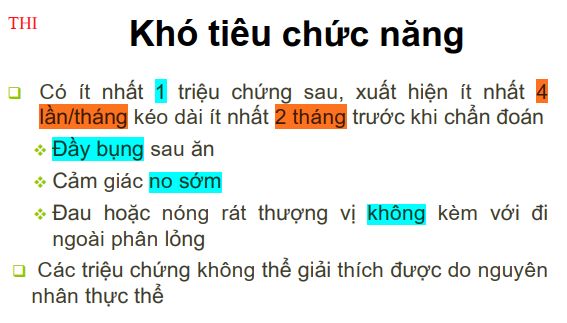 THI
Khó tiêu chức năng
Có ít nhất 1 triệu chứng sau, xuất hiện ít nhất 4
lần/tháng kéo dài ít nhất 2 tháng trước khi chẩn đoán
Đầy bụng sau ăn
Cảm giác no sớm
Đau hoặc nóng rát thượng vị không kèm với đi
ngoài phân lỏng
Các triệu chứng không thể giải thích được do nguyên
nhân thực thể